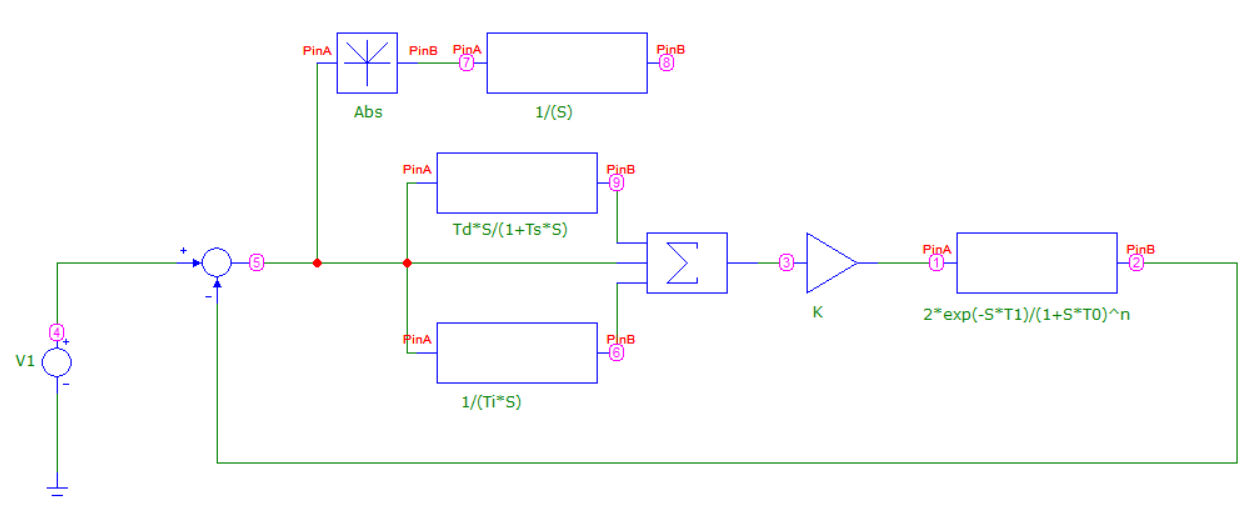 PinA
PinB
PinA
PinB
7
8
Abs
1/(S)
PinA
PinB
9
Td*S/(1+Ts*S)
+
5
-
3
K
PinA
PinB
1
2
2*exp(-S*T1)/(1+S*T0)^n
4
+
V1
-
PinA
PinB
6
1/(Ti*S)